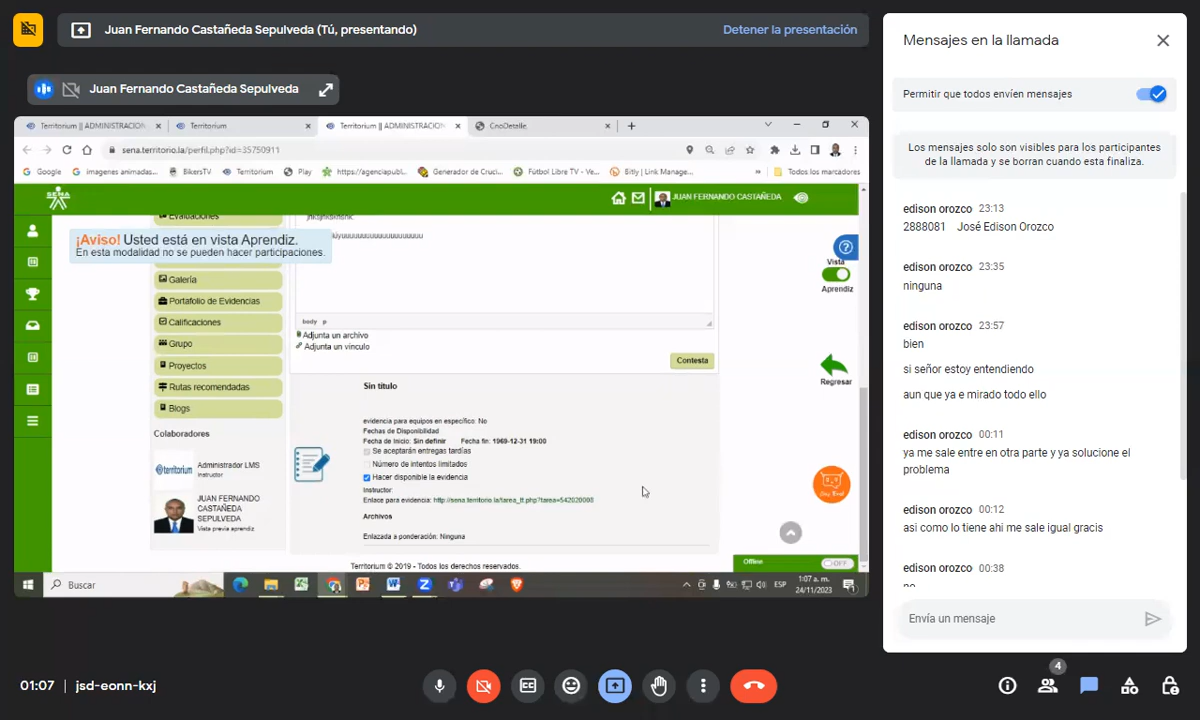 Juan Fernando Castañeda Sepulveda (Tú, presentando)
Detener la presentación
Juan Fernando Castañeda Sepulveda
Territorium || ADMINISTRACION
Territorium
Territorium || ADMINISTRACION
CnoDetalle
sena.territorio.la/perfil.php?id=35750911
Google
imagenes animadas...
BikersTV
Territorium
Play
https://agenciapubl...
Generador de Cruci...
Fútbol Libre TV - Ve...
Bitly | Link Manage...
Todos los marcadores
SENA
JUAN FERNANDO CASTAÑEDA
Evaluaciones
¡Aviso! Usted está en vista Aprendiz.
En esta modalidad no se pueden hacer participaciones.
Vista
Aprendiz
Galería
Portafolio de Evidencias
Calificaciones
Grupo
Proyectos
Rutas recomendadas
Blogs
body p
Adjunta un archivo
Adjunta un vinculo
Contesta
Regresar
Sin titulo
evidencia para equipos en específico: No
Fechas de Disponibilidad
Fecha de Inicio: Sin definir Fecha fin: 1969-12-31 19:00
Se aceptarán entregas tardías
Número de intentos limitados
Hacer disponible la evidencia
Instructor:
Enlace para evidencia: http://sena.territorio.la/tarea_tt.php?tarea=542020008
Archivos
Enlazada a ponderación: Ninguna
Colaboradores
territorium
Administrador LMS
Instructor
JUAN FERNANDO
CASTAÑEDA
SEPULVEDA
Vista previa aprendiz
Territorium © 2019 - Todos los derechos reservados.
Offline
OFF
Buscar
ESP
1:07 a. m.
24/11/2023
Mensajes en la llamada
Permitir que todos envíen mensajes
Los mensajes solo son visibles para los participantes
de la llamada y se borran cuando esta finaliza.
edison orozco 23:13
2888081 José Edison Orozco
edison orozco 23:35
ninguna
edison orozco 23:57
bien
si señor estoy entendiendo
aun que ya e mirado todo ello
edison orozco 00:11
ya me sale entre en otra parte y ya solucione el
problema
edison orozco 00:12
asi como lo tiene ahi me sale igual gracis
edison orozco 00:38
no
Envía un mensaje
01:07 | jsd-eonn-kxj
4